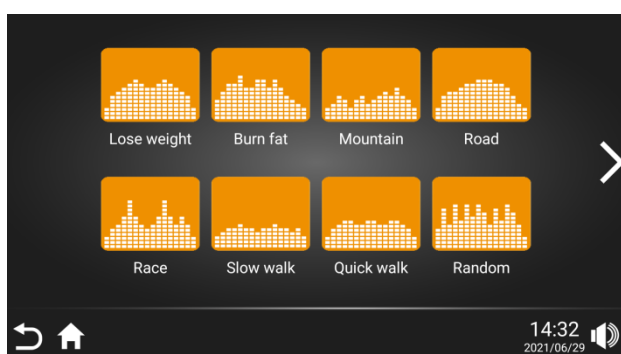 Lose weight
Burn fat
Mountain
Road
Race
Slow walk
Quick walk
Random
14:32
2021/06/29